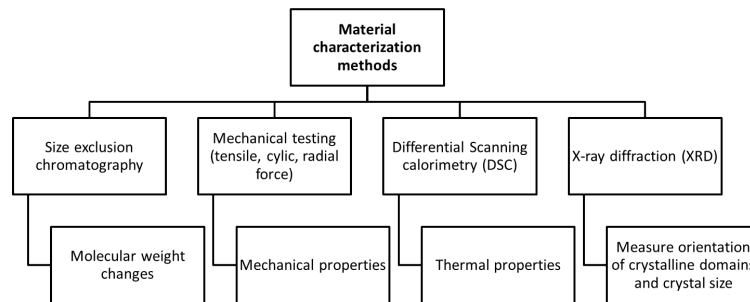 Material
characterization
methods
Size exclusion
chromatography
Mechanical testing
(tensile, cylic, radial
force)
Differential Scanning
calorimetry (DSC)
X-ray diffraction (XRD)
Molecular weight
changes
Mechanical properties
Thermal properties
Measure orientation
of crystalline domains
and crystal size